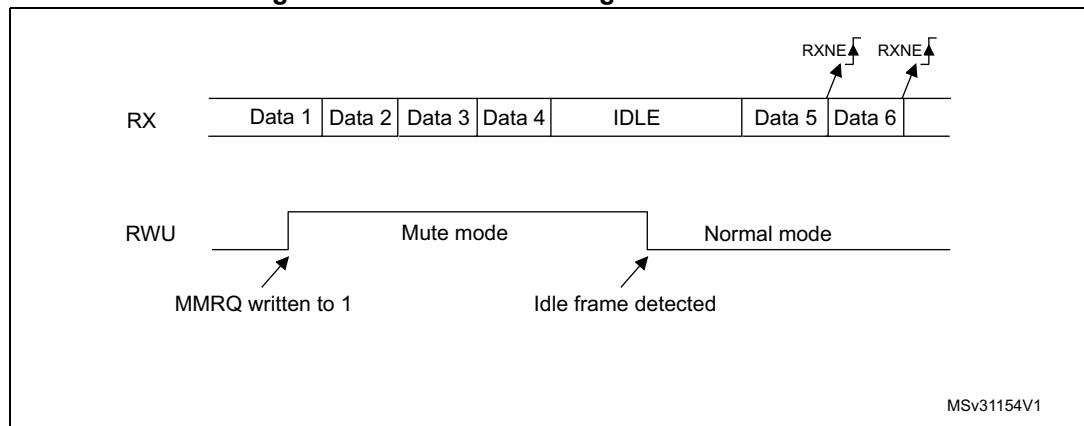 RXNE RXNE
RX Data 1 Data 2 Data 3 Data 4 IDLE Data 5 Data 6
RWU Mute mode Normal mode
MMRQ written to 1 Idle frame detected
MSv31154V1